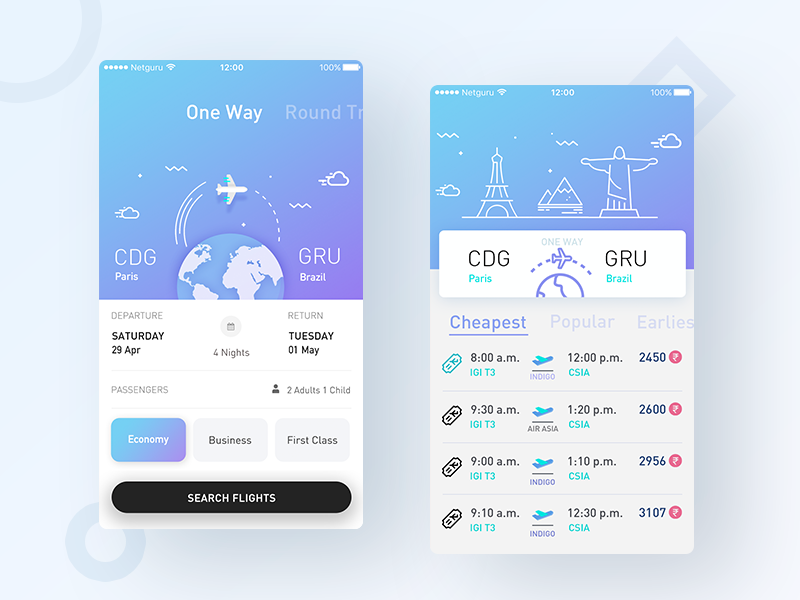 Netguru 12:00 100%
One Way Round Tr
CDG GRU
Paris Brazil
DEPARTURE RETURN
SATURDAY TUESDAY
29 Apr 01 May
4 Nights
PASSENGERS 2 Adults 1 Child
Economy Business First Class
SEARCH FLIGHTS
Netguru 12:00 100%
ONE WAY
CDG GRU
Paris Brazil
Cheapest Popular Earlies
8:00 a.m. 12:00 p.m. 2450 ₹
IGI T3 INDIGO CSIA
9:30 a.m. 1:20 p.m. 2600 ₹
IGI T3 AIR ASIA CSIA
9:00 a.m. 1:10 p.m. 2956 ₹
IGI T3 INDIGO CSIA
9:10 a.m. 12:30 p.m. 3107 ₹
IGI T3 INDIGO CSIA